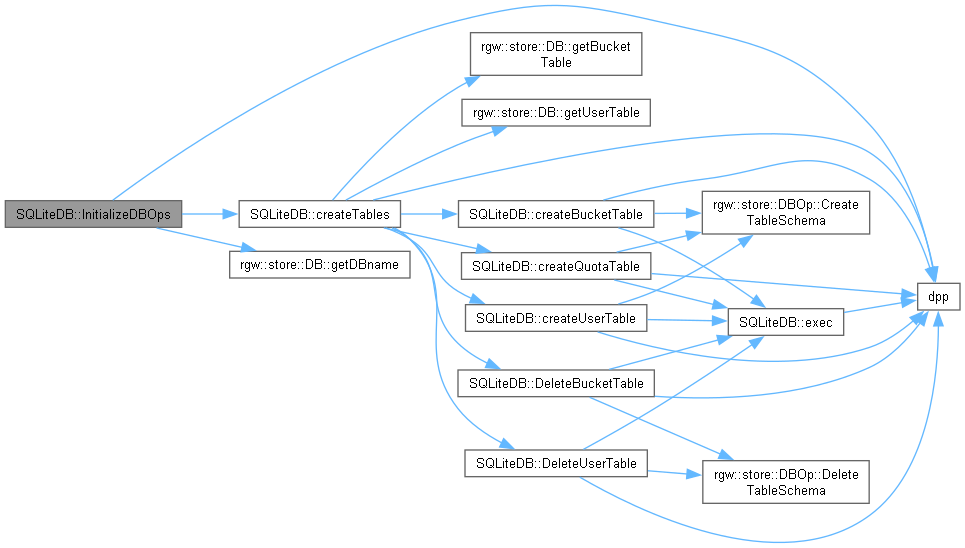 rgw::store::DB::getBucket
Table
rgw::store::DB::getUserTable
SQLiteDB::InitializeDBOps
SQLiteDB::createTables
SQLiteDB::createBucketTable
rgw::store::DBOp::Create
TableSchema
rgw::store::DB::getDBname
SQLiteDB::createQuotaTable
dpp
SQLiteDB::createUserTable
SQLiteDB::exec
SQLiteDB::DeleteBucketTable
SQLiteDB::DeleteUserTable
rgw::store::DBOp::Delete
TableSchema